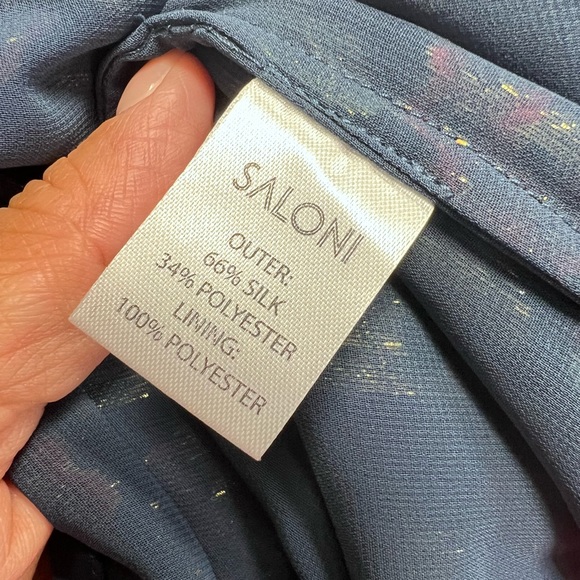 SALONI
OUTER:
66% SILK
34% POLYESTER
LINING:
100% POLYESTER